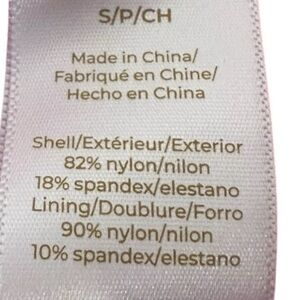 S/P/CH
Made in China/
Fabriqué en Chine/
Hecho en China
Shell/Extérieur/Exterior
82% nylon/nilon
18% spandex/elestano
Lining/Doublure/Forro
90% nylon/nilon
10% spandex/elestano